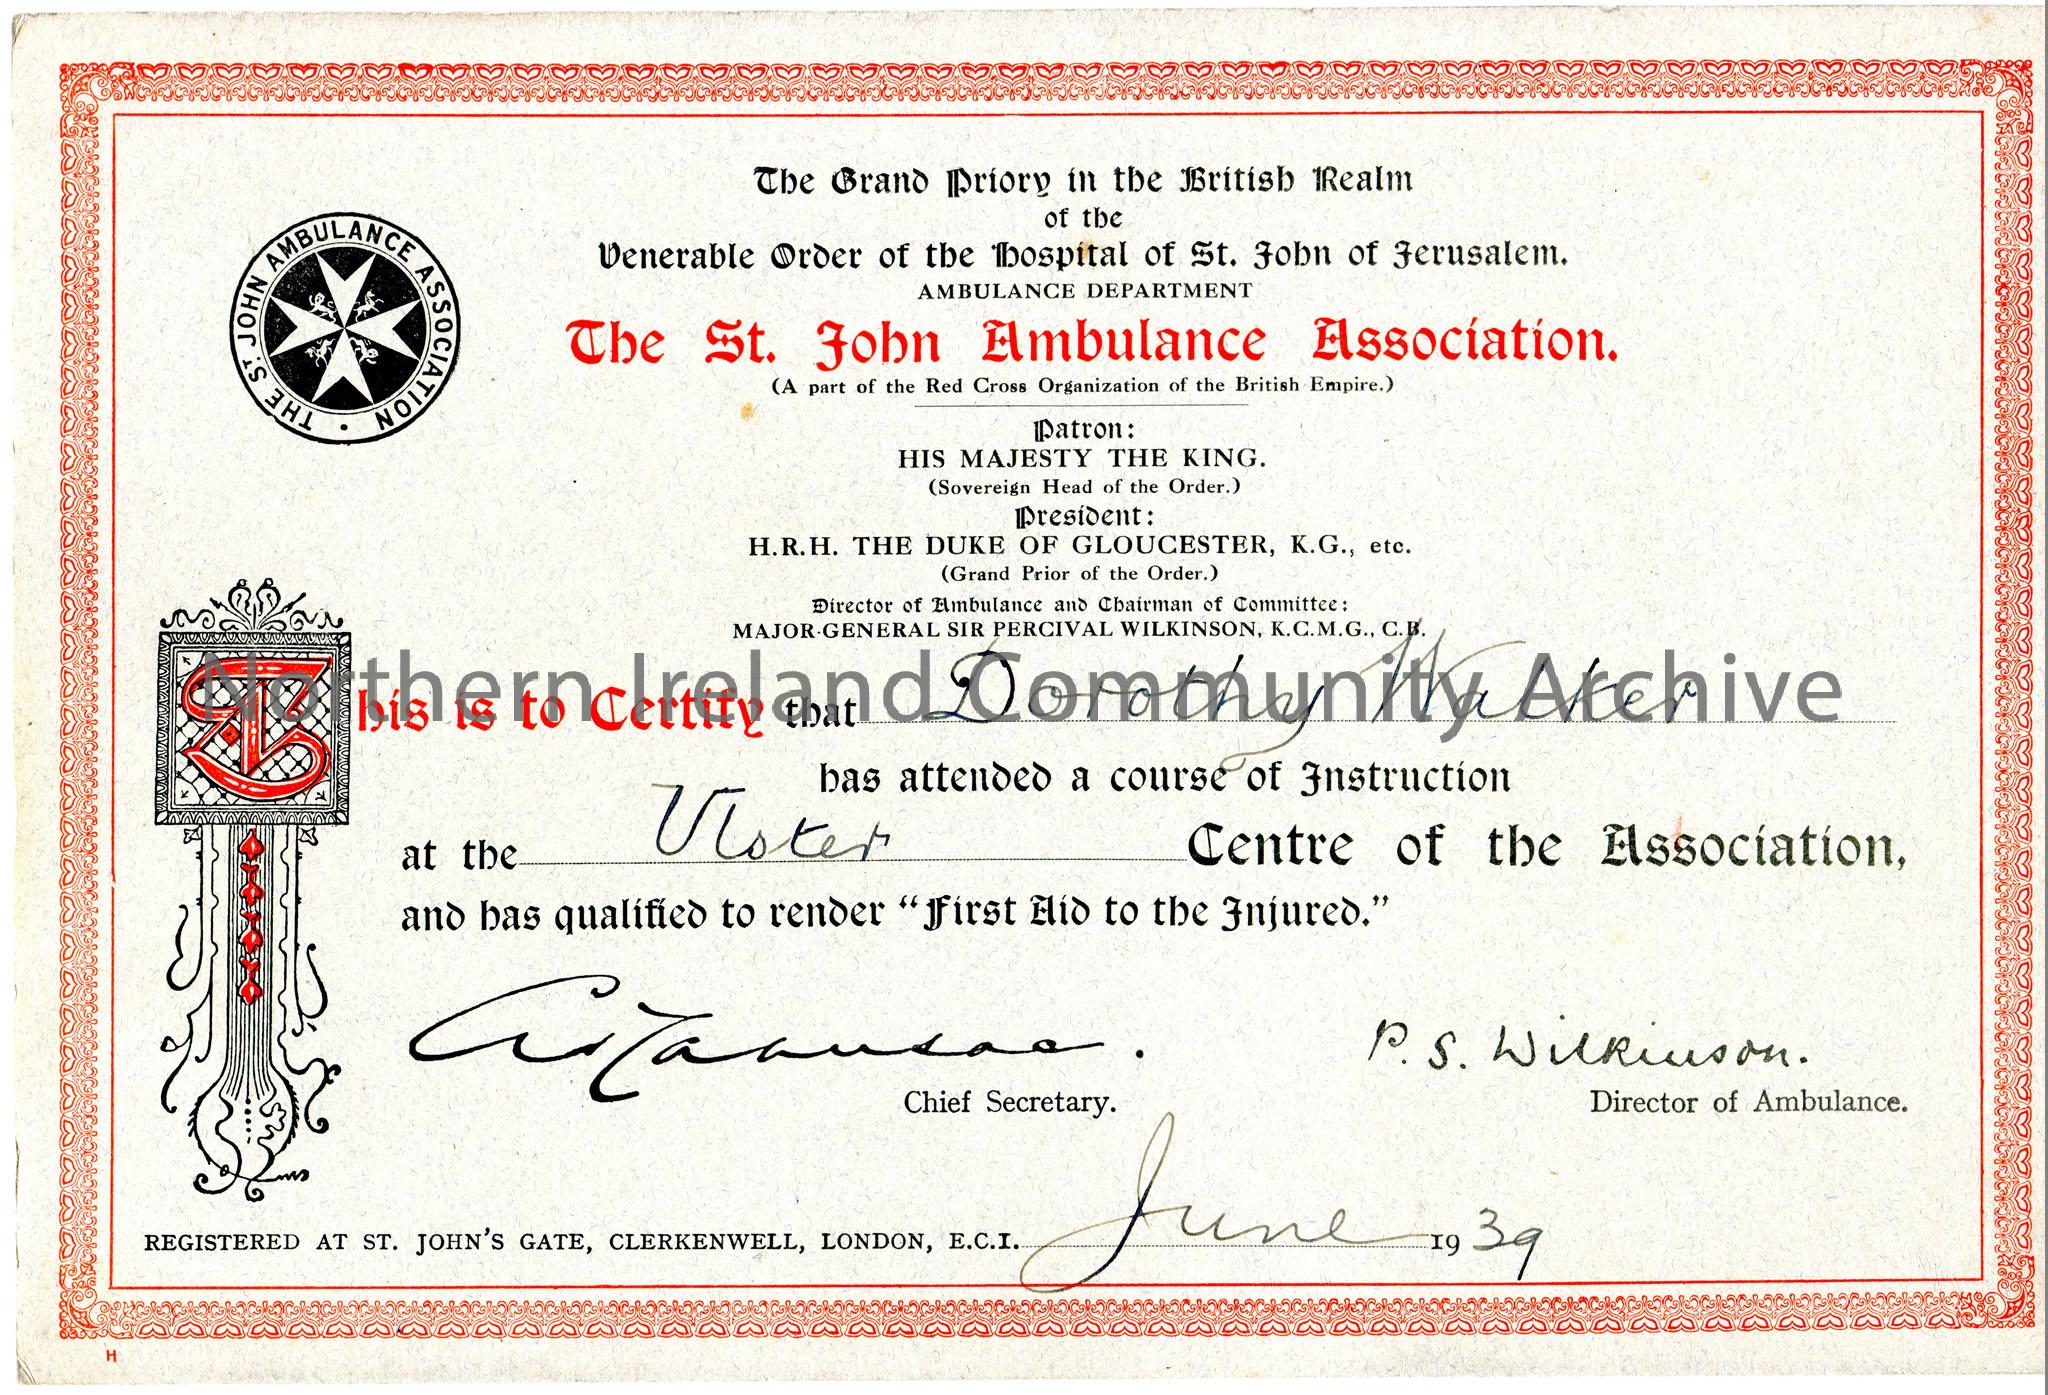 The Grand Priory in the British Realm
of the
Venerable Order of the Hospital of St. John of Jerusalem.
AMBULANCE DEPARTMENT
THE ST. JOHN AMBULANCE ASSOCIATION
The St. John Ambulance Association.
(A part of the Red Cross Organization of the British Empire.)
Patron:
HIS MAJESTY THE KING.
(Sovereign Head of the Order.)
President:
H.R.H. THE DUKE OF GLOUCESTER, K.G., etc.
(Grand Prior of the Order.)
Director of Ambulance and Chairman of Committee:
MAJOR-GENERAL SIR PERCIVAL WILKINSON, K.C.M.G., C.B.
This is to Certify that Dorothy Walker
Northern Ireland Community Archive
has attended a course of Instruction
at the Ulster Centre of the Association,
and has qualified to render "First Aid to the Injured."
P. S. Wilkinson.
Chief Secretary. Director of Ambulance.
REGISTERED AT ST. JOHN'S GATE, CLERKENWELL, LONDON, E.C.1. June 1939
H